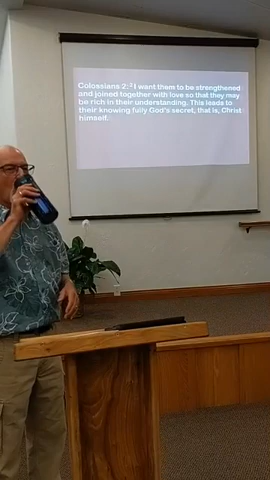 Colossians 2: 2 I want them to be strengthened
and joined together with love so that they may
be rich in their understanding. This leads to
their knowing fully God's secret, that is, Christ
himself.